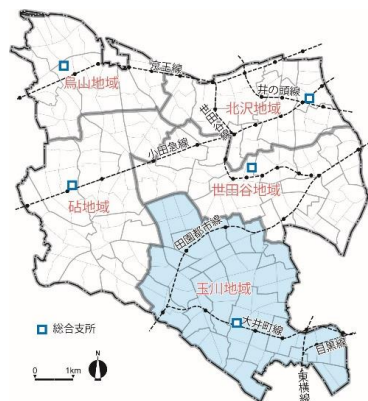 京王線
烏山地域
井の頭線
北沢地域
井田急線
小田急線
世田谷地域
砧地域
田園都市線
玉川地域
総合支所
大井町線
目黒線
東横線
0 1km
N